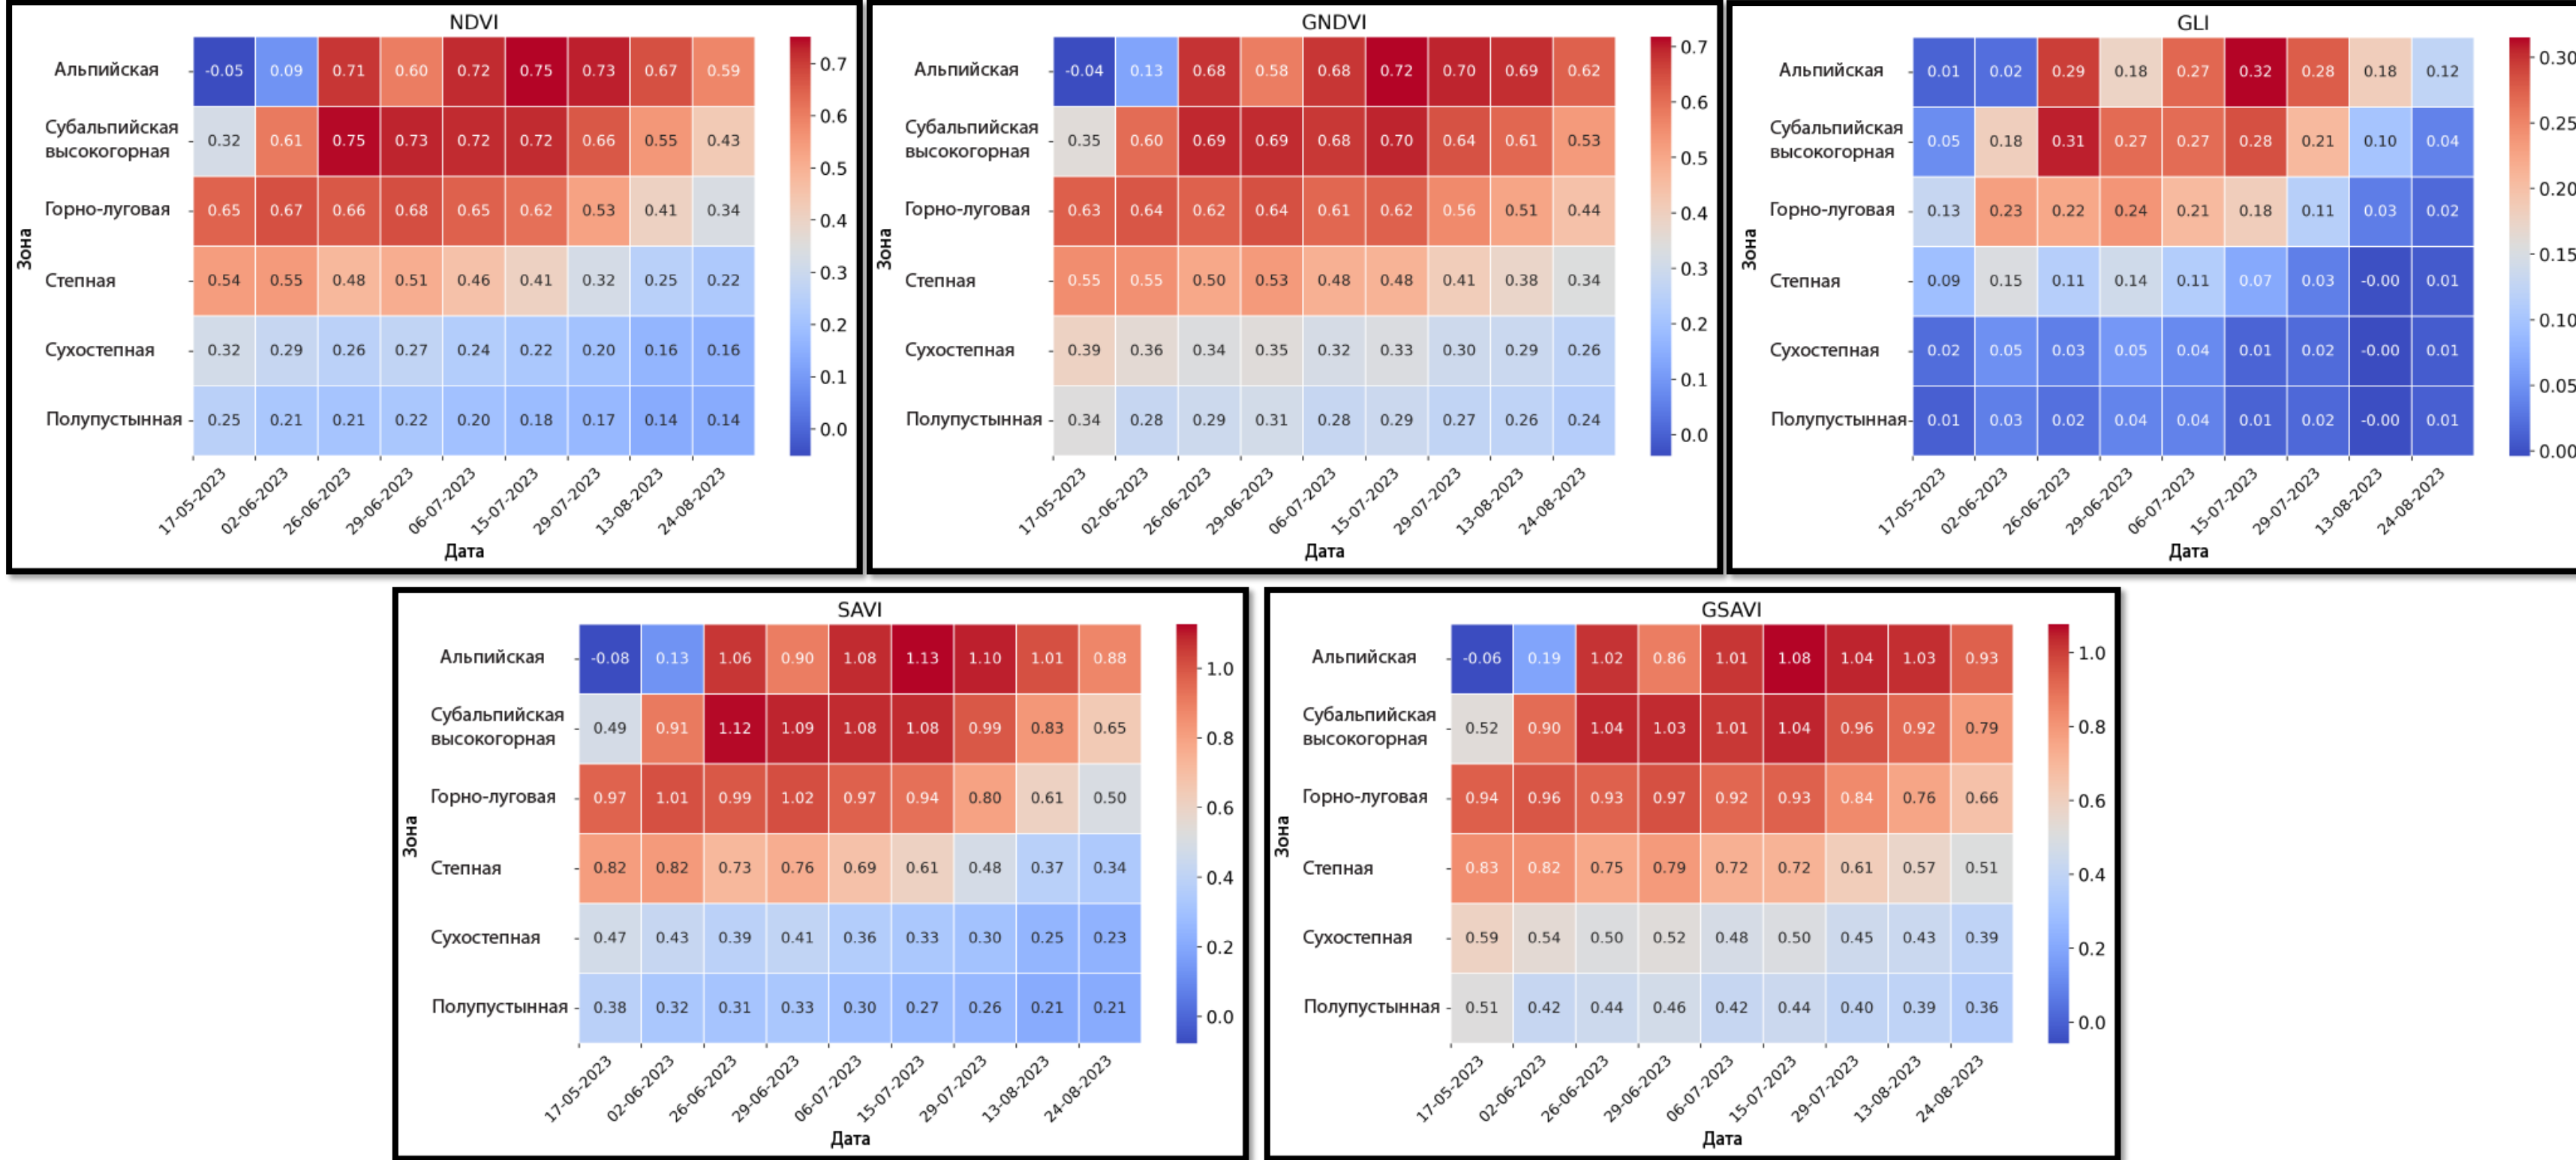 NDVI
Зона
Альпийская -0.05 0.09 0.71 0.60 0.72 0.75 0.73 0.67 0.59
Субальпийская
высокогорная 0.32 0.61 0.75 0.73 0.72 0.72 0.66 0.55 0.43
Горно-луговая 0.65 0.67 0.66 0.68 0.65 0.62 0.53 0.41 0.34
Степная 0.54 0.55 0.48 0.51 0.46 0.41 0.32 0.25 0.22
Сухостепная 0.32 0.29 0.26 0.27 0.24 0.22 0.20 0.16 0.16
Полупустынная 0.25 0.21 0.21 0.22 0.20 0.18 0.17 0.14 0.14
17-05-2023 02-06-2023 26-06-2023 29-06-2023 06-07-2023 15-07-2023 29-07-2023 13-08-2023 24-08-2023
Дата
0.7
0.6
0.5
0.4
0.3
0.2
0.1
0.0
GNDVI
Зона
Альпийская -0.04 0.13 0.68 0.58 0.68 0.72 0.70 0.69 0.62
Субальпийская
высокогорная 0.35 0.60 0.69 0.69 0.68 0.70 0.64 0.61 0.53
Горно-луговая 0.63 0.64 0.62 0.64 0.61 0.62 0.56 0.51 0.44
Степная 0.55 0.55 0.50 0.53 0.48 0.48 0.41 0.38 0.34
Сухостепная 0.39 0.36 0.34 0.35 0.32 0.33 0.30 0.29 0.26
Полупустынная 0.34 0.28 0.29 0.31 0.28 0.29 0.27 0.26 0.24
17-05-2023 02-06-2023 26-06-2023 29-06-2023 06-07-2023 15-07-2023 29-07-2023 13-08-2023 24-08-2023
Дата
0.7
0.6
0.5
0.4
0.3
0.2
0.1
0.0
GLI
Зона
Альпийская 0.01 0.02 0.29 0.18 0.27 0.32 0.28 0.18 0.12
Субальпийская
высокогорная 0.05 0.18 0.31 0.27 0.27 0.28 0.21 0.10 0.04
Горно-луговая 0.13 0.23 0.22 0.24 0.21 0.18 0.11 0.03 0.02
Степная 0.09 0.15 0.11 0.14 0.11 0.07 0.03 -0.00 0.01
Сухостепная 0.02 0.05 0.03 0.05 0.04 0.01 0.02 -0.00 0.01
Полупустынная 0.01 0.03 0.02 0.04 0.04 0.01 0.02 -0.00 0.01
17-05-2023 02-06-2023 26-06-2023 29-06-2023 06-07-2023 15-07-2023 29-07-2023 13-08-2023 24-08-2023
Дата
0.30
0.25
0.20
0.15
0.10
0.05
0.00
SAVI
Зона
Альпийская -0.08 0.13 1.06 0.90 1.08 1.13 1.10 1.01 0.88
Субальпийская
высокогорная 0.49 0.91 1.12 1.09 1.08 1.08 0.99 0.83 0.65
Горно-луговая 0.97 1.01 0.99 1.02 0.97 0.94 0.80 0.61 0.50
Степная 0.82 0.82 0.73 0.76 0.69 0.61 0.48 0.37 0.34
Сухостепная 0.47 0.43 0.39 0.41 0.36 0.33 0.30 0.25 0.23
Полупустынная 0.38 0.32 0.31 0.33 0.30 0.27 0.26 0.21 0.21
17-05-2023 02-06-2023 26-06-2023 29-06-2023 06-07-2023 15-07-2023 29-07-2023 13-08-2023 24-08-2023
Дата
1.0
0.8
0.6
0.4
0.2
0.0
GSAVI
Зона
Альпийская -0.06 0.19 1.02 0.86 1.01 1.08 1.04 1.03 0.93
Субальпийская
высокогорная 0.52 0.90 1.04 1.03 1.01 1.04 0.96 0.92 0.79
Горно-луговая 0.94 0.96 0.93 0.97 0.92 0.93 0.84 0.76 0.66
Степная 0.83 0.82 0.75 0.79 0.72 0.72 0.61 0.57 0.51
Сухостепная 0.59 0.54 0.50 0.52 0.48 0.50 0.45 0.43 0.39
Полупустынная 0.51 0.42 0.44 0.46 0.42 0.44 0.40 0.39 0.36
17-05-2023 02-06-2023 26-06-2023 29-06-2023 06-07-2023 15-07-2023 29-07-2023 13-08-2023 24-08-2023
Дата
1.0
0.8
0.6
0.4
0.2
0.0